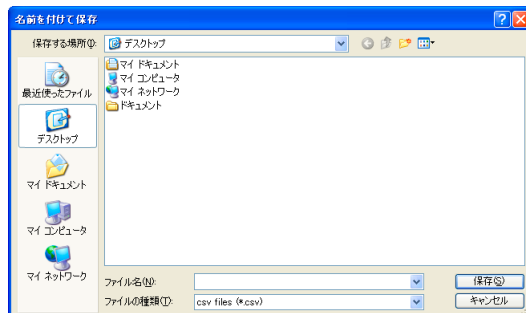 名前を付けて保存
保存する場所(I):
デスクトップ
最近使ったファイル
デスクトップ
マイ ドキュメント
マイ コンピュータ
マイ ネットワーク
マイ ドキュメント
マイ コンピュータ
マイ ネットワーク
ドキュメント
ファイル名(N):
保存(S)
ファイルの種類(T):
csv files (*.csv)
キャンセル